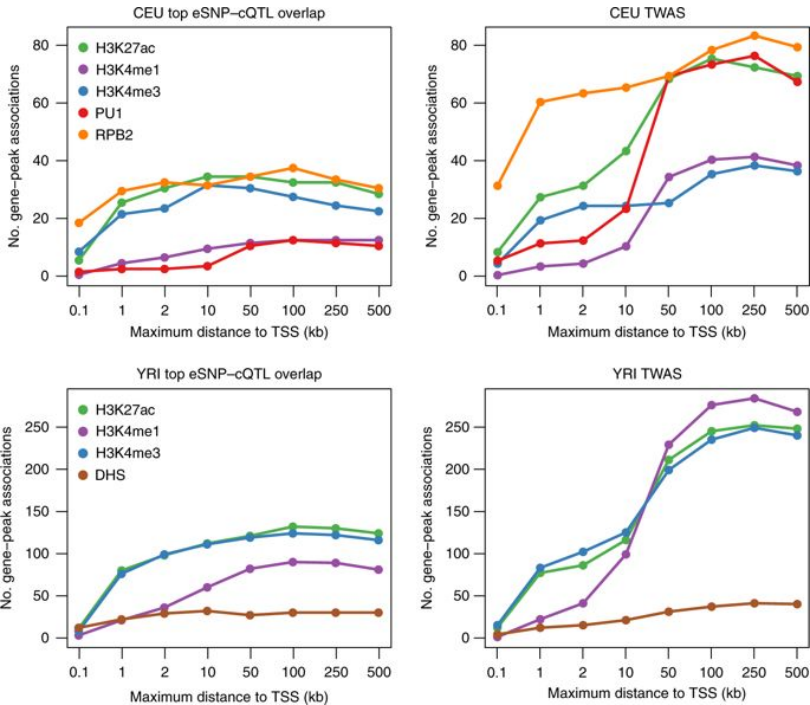 CEU top eSNP–cQTL overlap
No. gene–peak associations
80
60
40
20
0
H3K27ac
H3K4me1
H3K4me3
PU1
RPB2
0.1 1 2 10 50 100 250 500
Maximum distance to TSS (kb)
CEU TWAS
No. gene–peak associations
80
60
40
20
0
0.1 1 2 10 50 100 250 500
Maximum distance to TSS (kb)
YRI top eSNP–cQTL overlap
No. gene–peak associations
250
200
150
100
50
0
H3K27ac
H3K4me1
H3K4me3
DHS
0.1 1 2 10 50 100 250 500
Maximum distance to TSS (kb)
YRI TWAS
No. gene–peak associations
250
200
150
100
50
0
0.1 1 2 10 50 100 250 500
Maximum distance to TSS (kb)